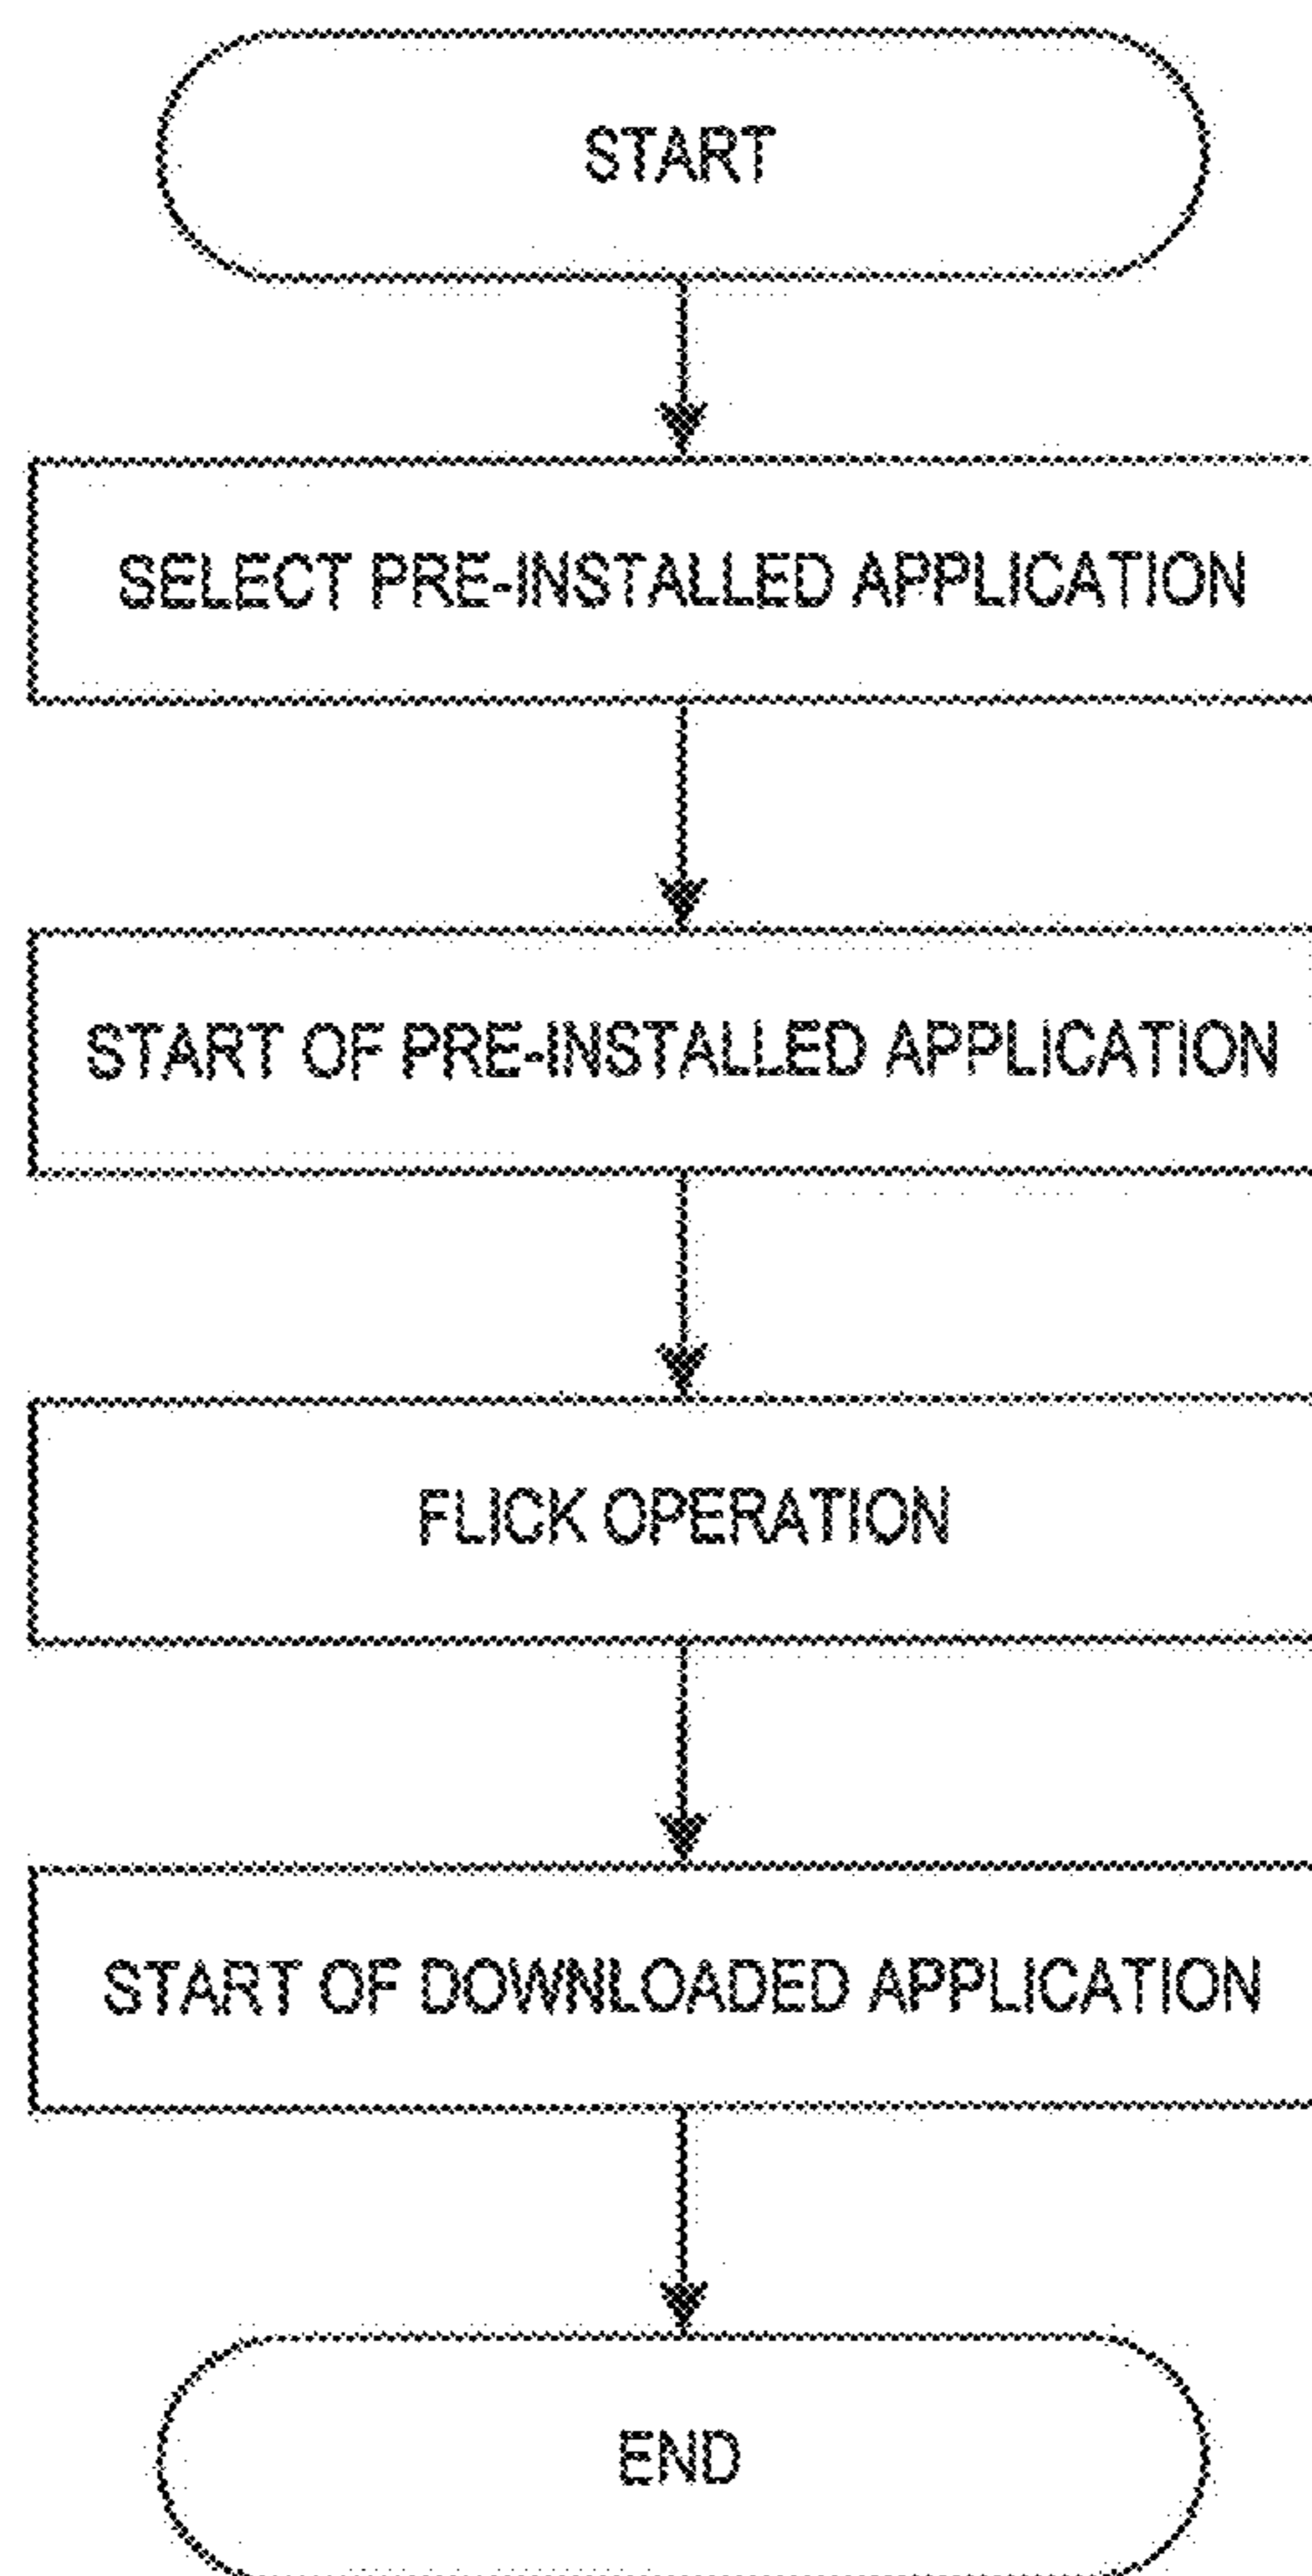 START
SELECT PRE-INSTALLED APPLICATION
START OF PRE-INSTALLED APPLICATION
FLICK OPERATION
START OF DOWNLOADED APPLICATION
END